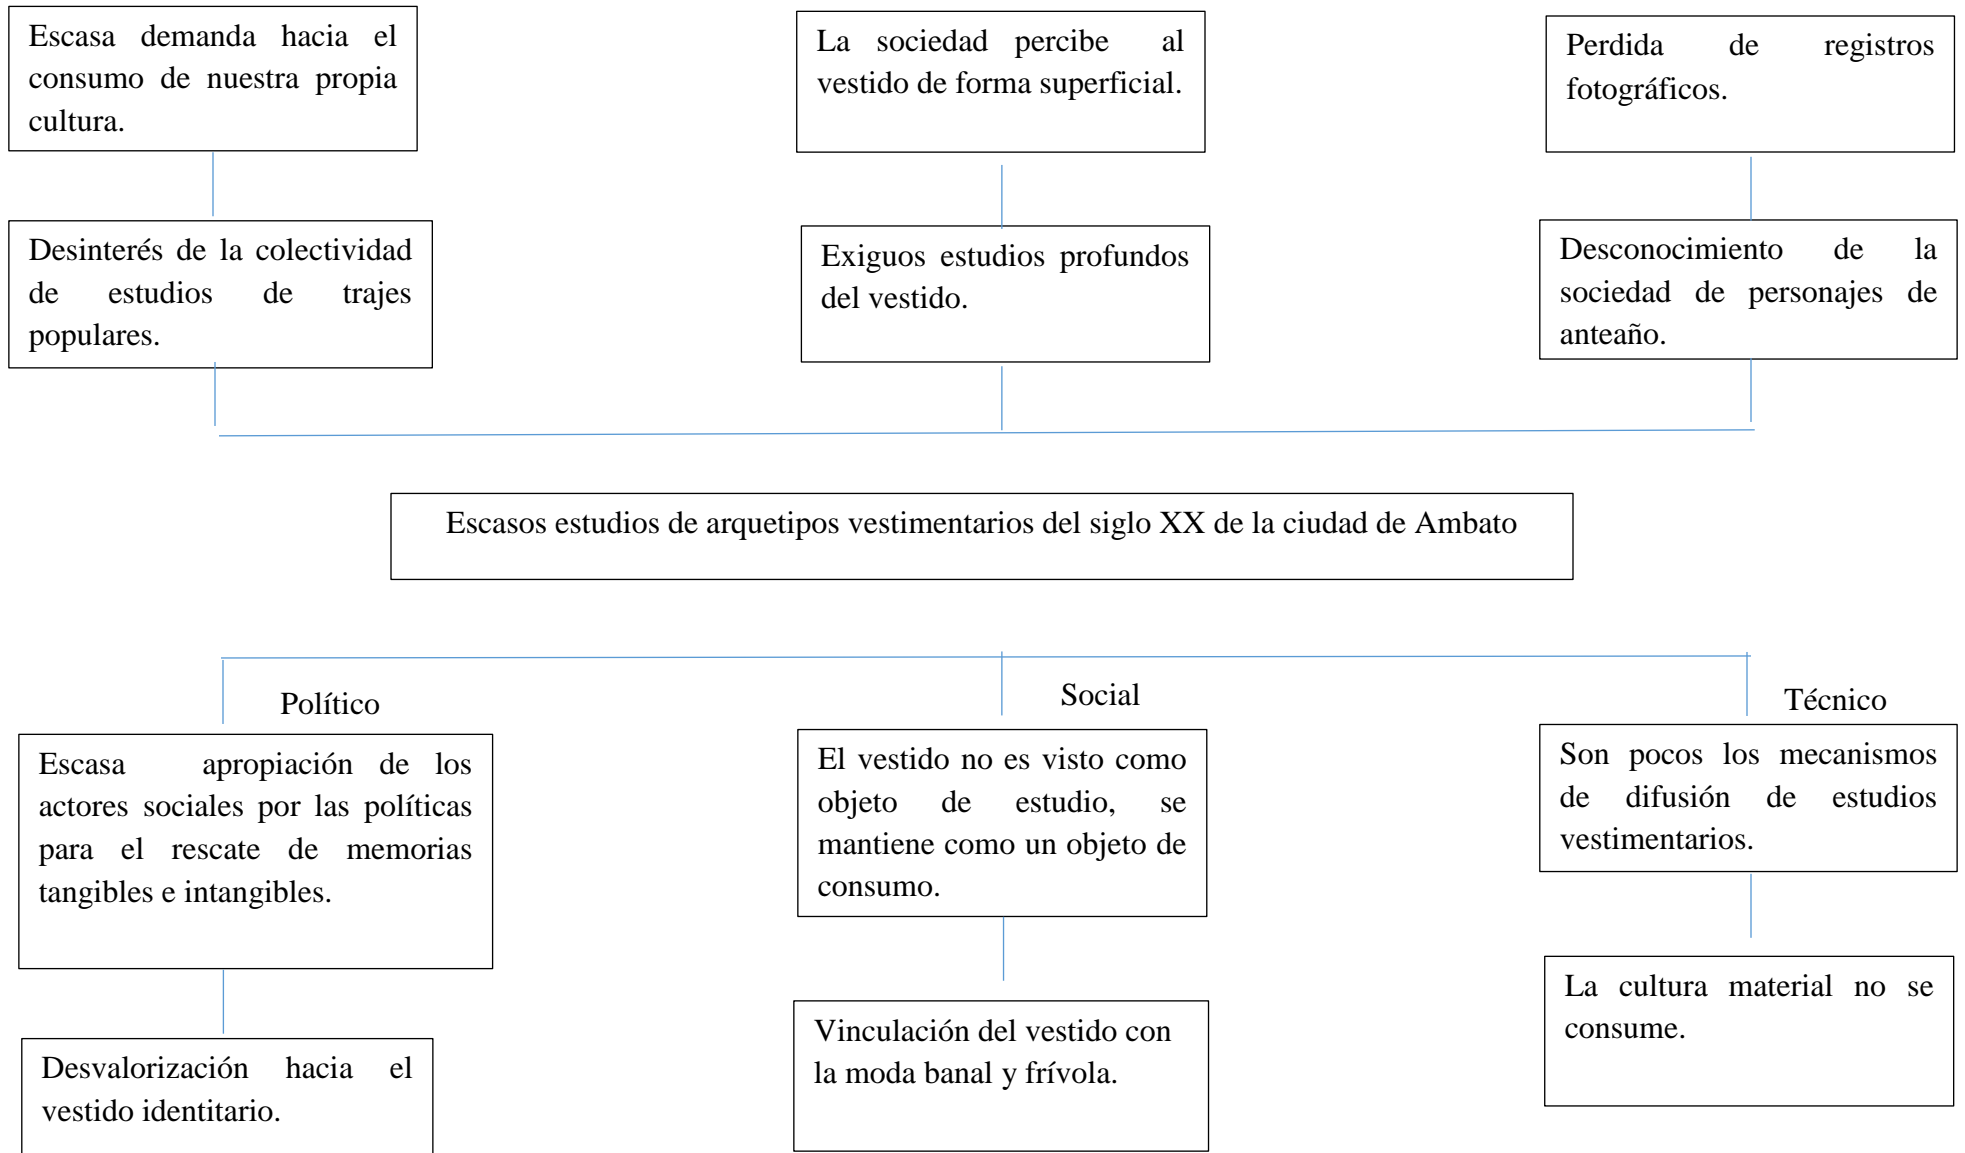 Escasa demanda hacia el
consumo de nuestra propia
cultura.
La sociedad percibe al
vestido de forma superficial.
Perdida de registros
fotográficos.
Desinterés de la colectividad
de estudios de trajes
populares.
Exiguos estudios profundos
del vestido.
Desconocimiento de la
sociedad de personajes de
anteaño.
Escasos estudios de arquetipos vestimentarios del siglo XX de la ciudad de Ambato
Político
Social
Técnico
Escasa apropiación de los
actores sociales por las políticas
para el rescate de memorias
tangibles e intangibles.
El vestido no es visto como
objeto de estudio, se
mantiene como un objeto de
consumo.
Son pocos los mecanismos
de difusión de estudios
vestimentarios.
Desvalorización hacia el
vestido identitario.
Vinculación del vestido con
la moda banal y frívola.
La cultura material no se
consume.